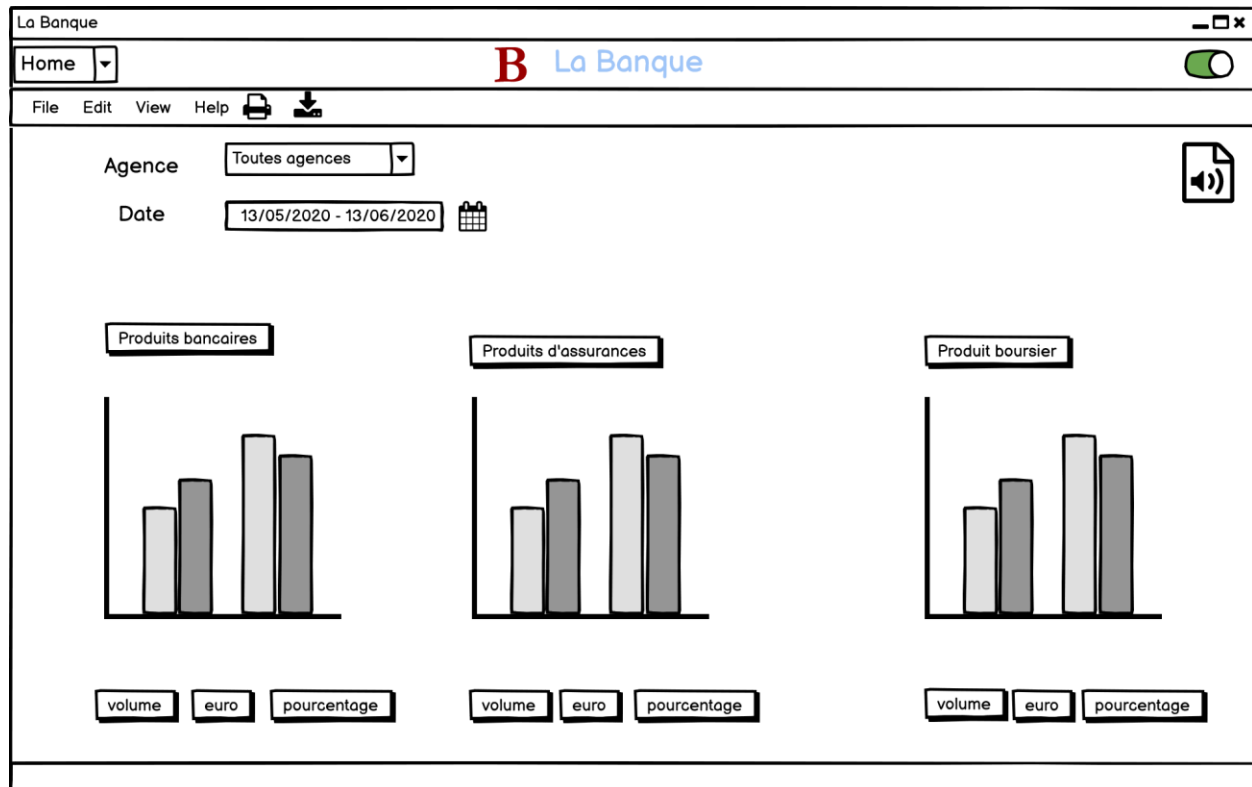 La Banque
Home
B La Banque
File Edit View Help
Agence Toutes agences
Date 13/05/2020 - 13/06/2020
Produits bancaires
Produits d'assurances
Produit boursier
volume euro pourcentage
volume euro pourcentage
volume euro pourcentage